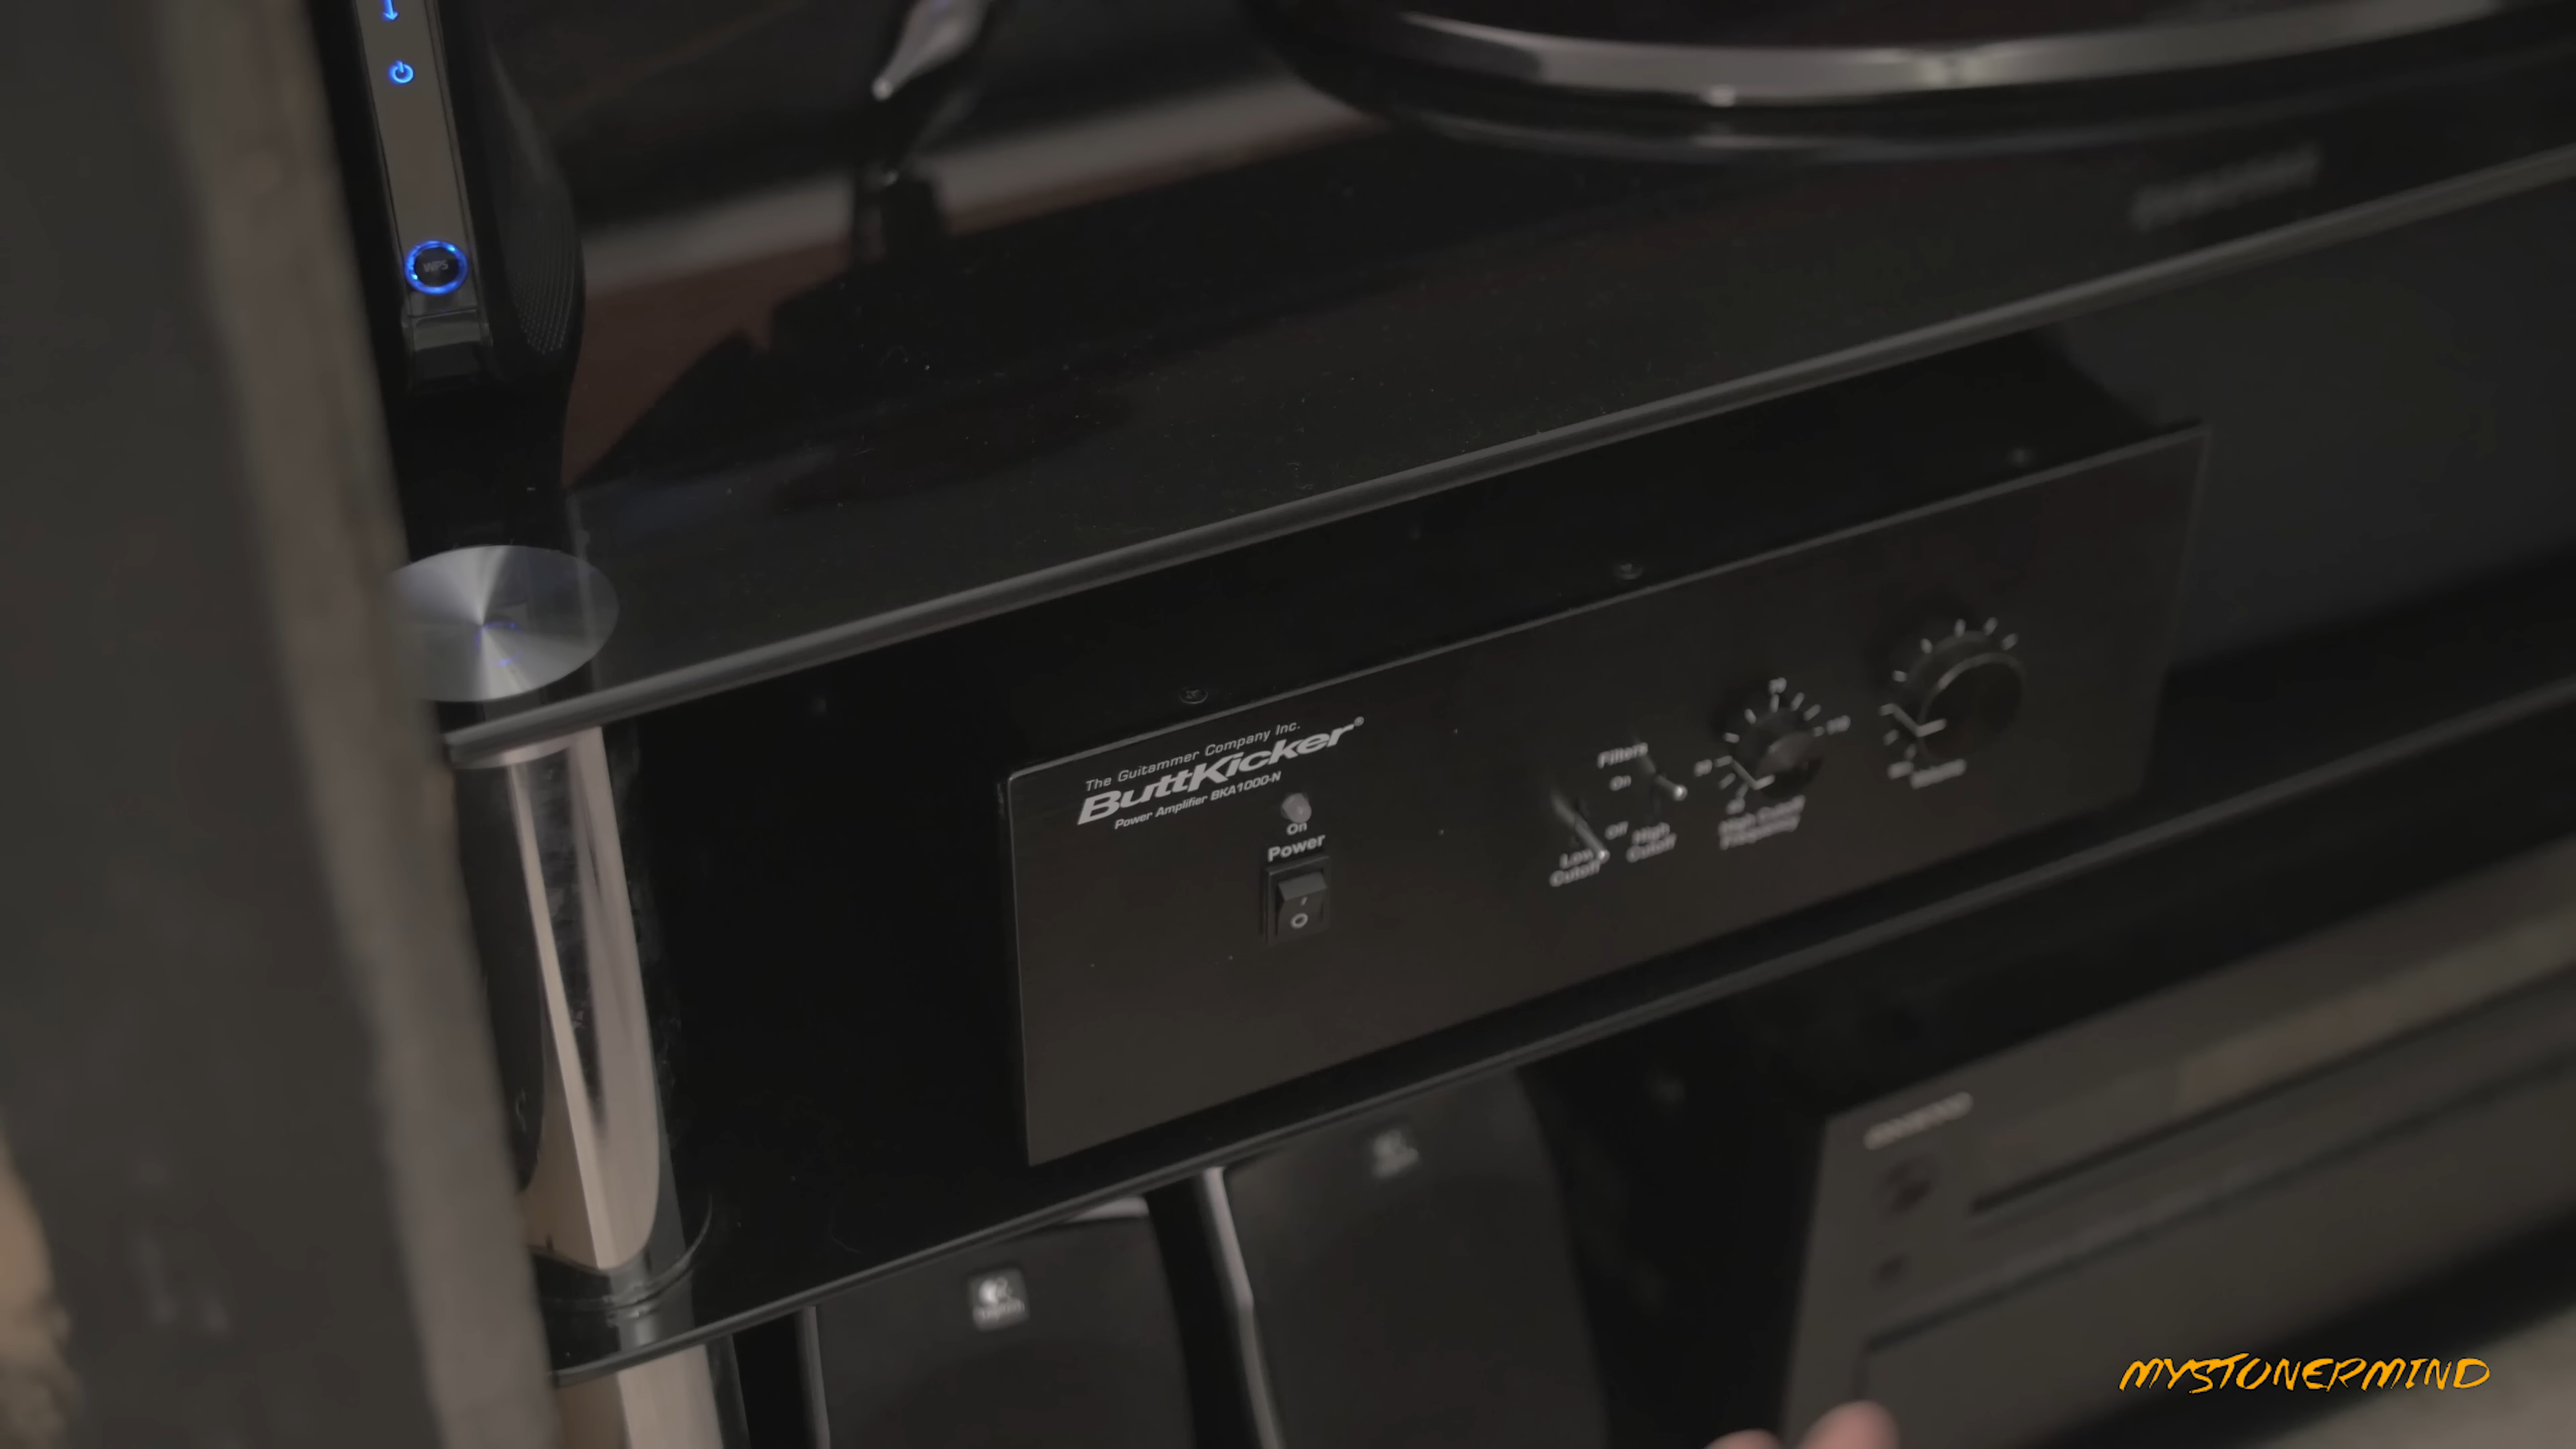 WPS
The Guitammer Company Inc.
ButtKicker®
Power Amplifier BKA1000-N
On
Power
Filters
On
Off
Low
Cutoff
High
Cutoff
High Cutoff
Frequency
Volume
MYSTONERMIND